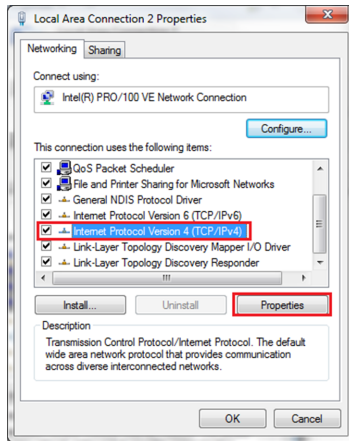 Local Area Connection 2 Properties
Networking
Sharing
Connect using:
Intel(R) PRO/100 VE Network Connection
Configure...
This connection uses the following items:
QoS Packet Scheduler
File and Printer Sharing for Microsoft Networks
General NDIS Protocol Driver
Internet Protocol Version 6 (TCP/IPv6)
Internet Protocol Version 4 (TCP/IPv4)
Link-Layer Topology Discovery Mapper I/O Driver
Link-Layer Topology Discovery Responder
Install...
Uninstall
Properties
Description
Transmission Control Protocol/Internet Protocol. The default
wide area network protocol that provides communication
across diverse interconnected networks.
OK
Cancel